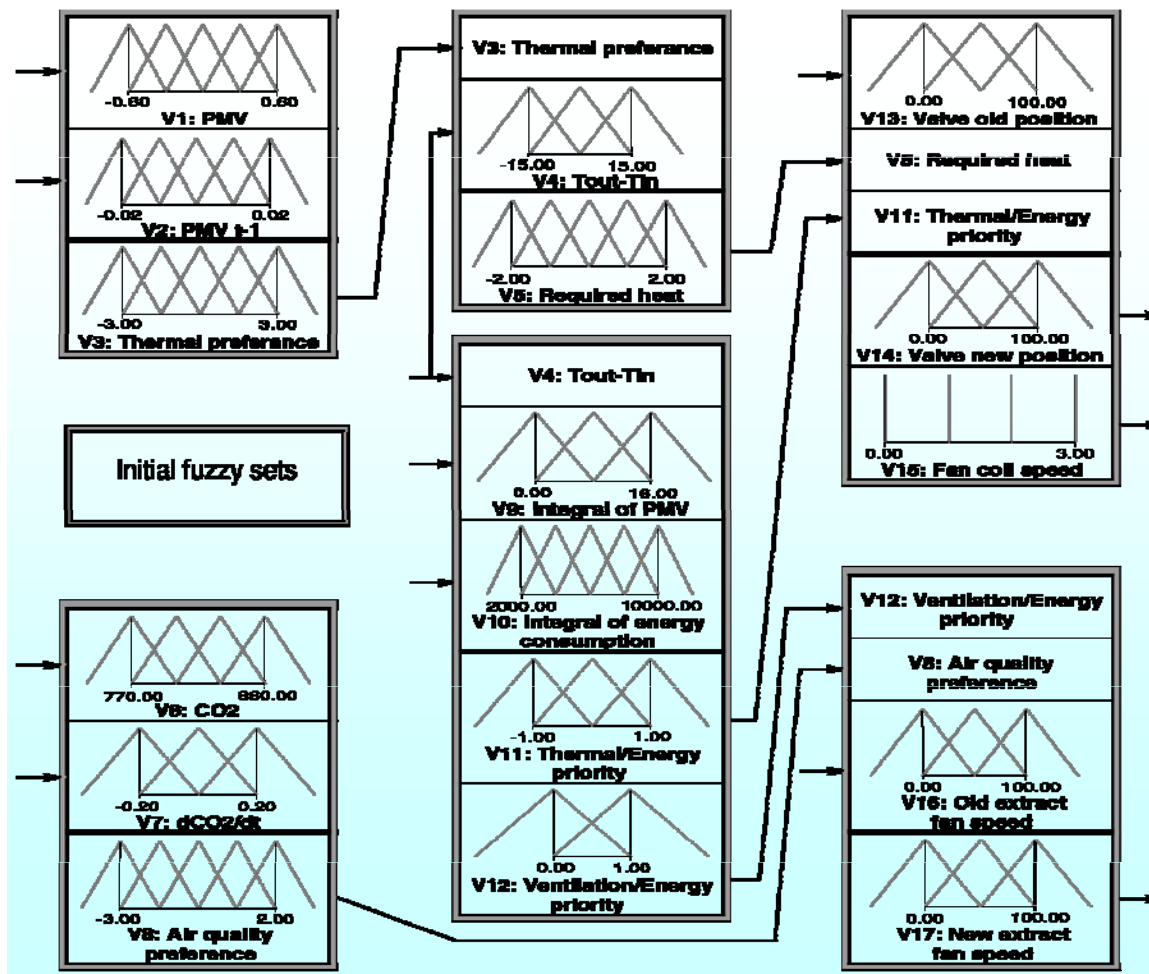 -0.60 0.60
V1: PMV
-0.02 0.02
V2: PMV t-1
-3.00 3.00
V3: Thermal preferance
Initial fuzzy sets
770.00 880.00
V6: CO2
-0.20 0.20
V7: dCO2/dt
-3.00 2.00
V8: Air quality
preference
V3: Thermal preferance
-15.00 15.00
V4: Tout-Tin
-2.00 2.00
V5: Required heat
V4: Tout-Tin
0.00 16.00
V9: Integral of PMV
2000.00 10000.00
V10: Integral of energy
consumption
-1.00 1.00
V11: Thermal/Energy
priority
0.00 1.00
V12: Ventilation/Energy
priority
0.00 100.00
V13: Valve old position
V5: Required heat
V11: Thermal/Energy
priority
0.00 100.00
V14: Valve new position
0.00 3.00
V15: Fan coil speed
V12: Ventilation/Energy
priority
V8: Air quality
preference
0.00 100.00
V16: Old extract
fan speed
0.00 100.00
V17: New extract
fan speed